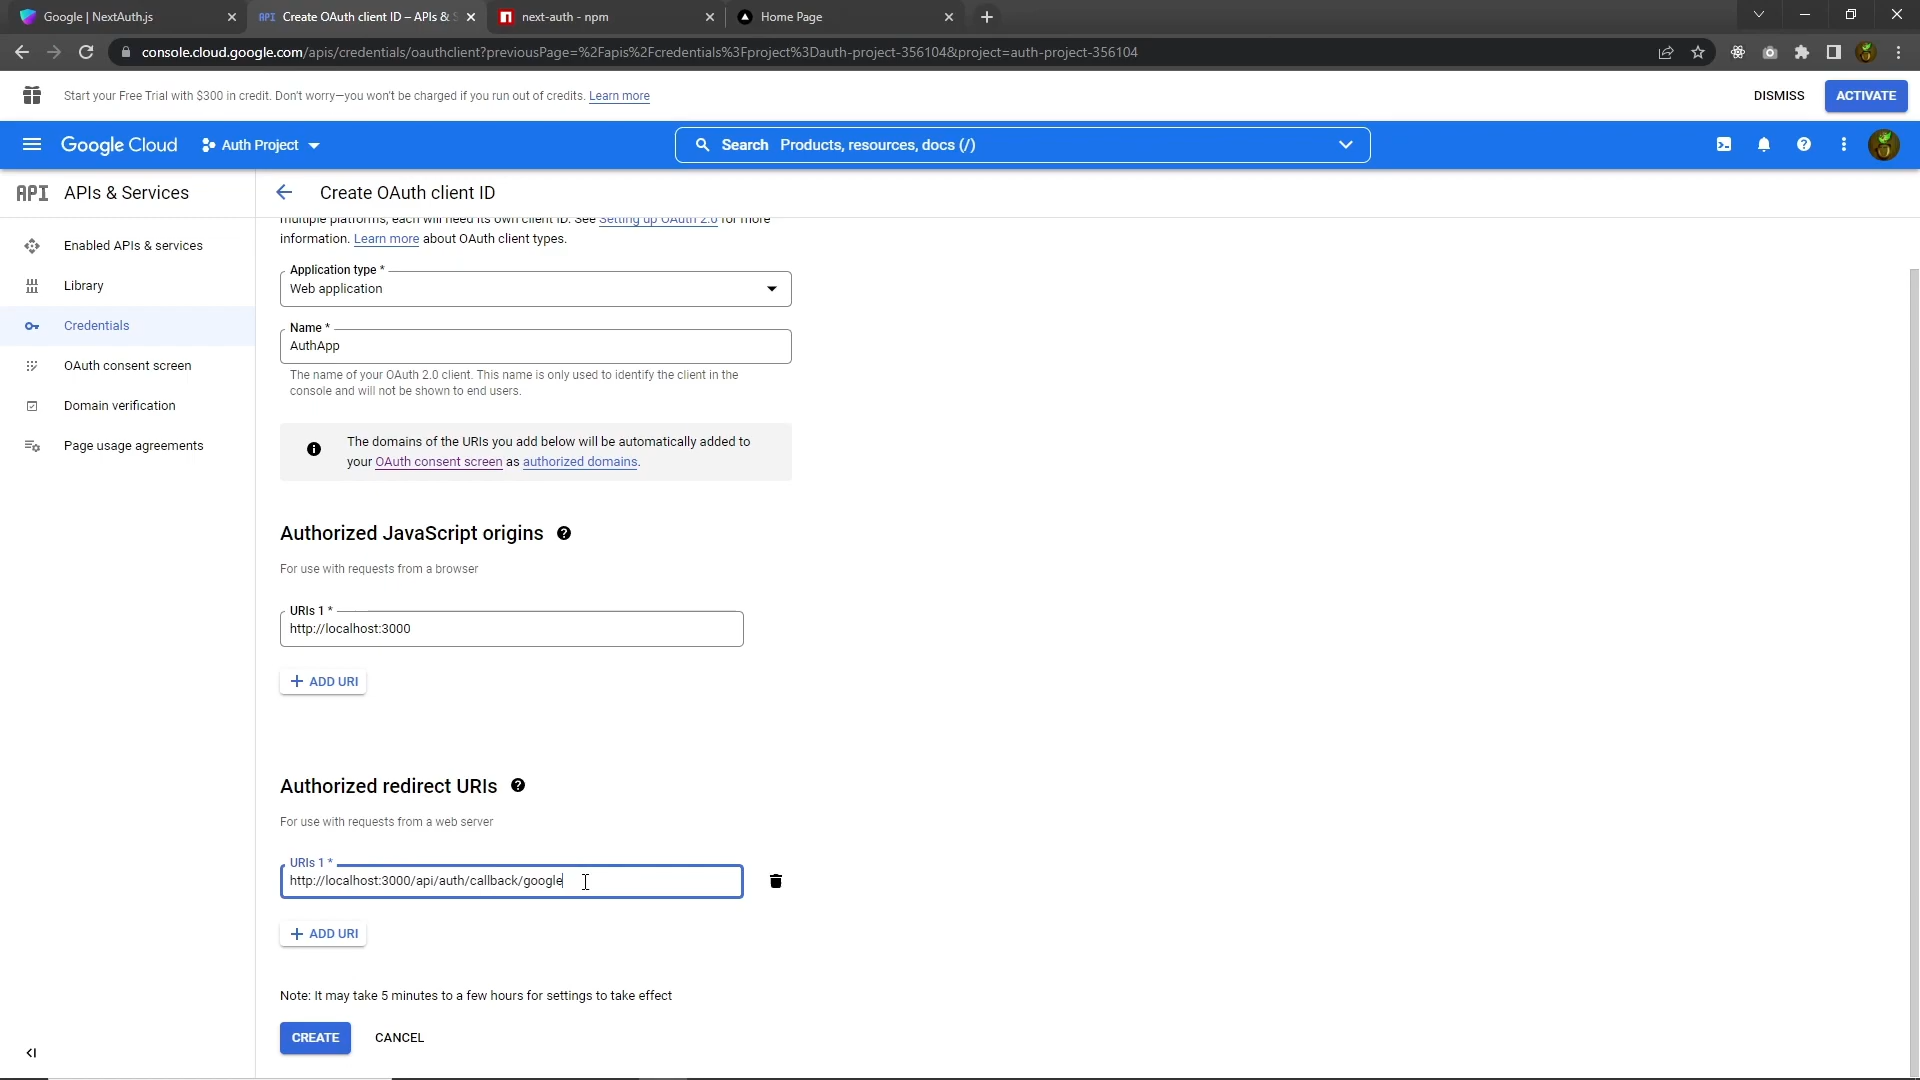 Google | NextAuth.js
API Create OAuth client ID – APIs & S
next-auth - npm
Home Page
console.cloud.google.com/apis/credentials/oauthclient?previousPage=%2Fapis%2Fcredentials%3Fproject%3Dauth-project-356104&project=auth-project-356104
Start your Free Trial with $300 in credit. Don't worry—you won't be charged if you run out of credits. Learn more
DISMISS
ACTIVATE
Google Cloud
Auth Project
Search Products, resources, docs (/)
API APIs & Services
Create OAuth client ID
Enabled APIs & services
Library
Credentials
OAuth consent screen
Domain verification
Page usage agreements
multiple platforms, each will need its own client ID. See Setting up OAuth 2.0 for more
information. Learn more about OAuth client types.
Application type *
Web application
Name *
AuthApp
The name of your OAuth 2.0 client. This name is only used to identify the client in the
console and will not be shown to end users.
The domains of the URIs you add below will be automatically added to
your OAuth consent screen as authorized domains.
Authorized JavaScript origins
For use with requests from a browser
URIs 1 *
http://localhost:3000
ADD URI
Authorized redirect URIs
For use with requests from a web server
URIs 1 *
http://localhost:3000/api/auth/callback/google
ADD URI
Note: It may take 5 minutes to a few hours for settings to take effect
CREATE
CANCEL